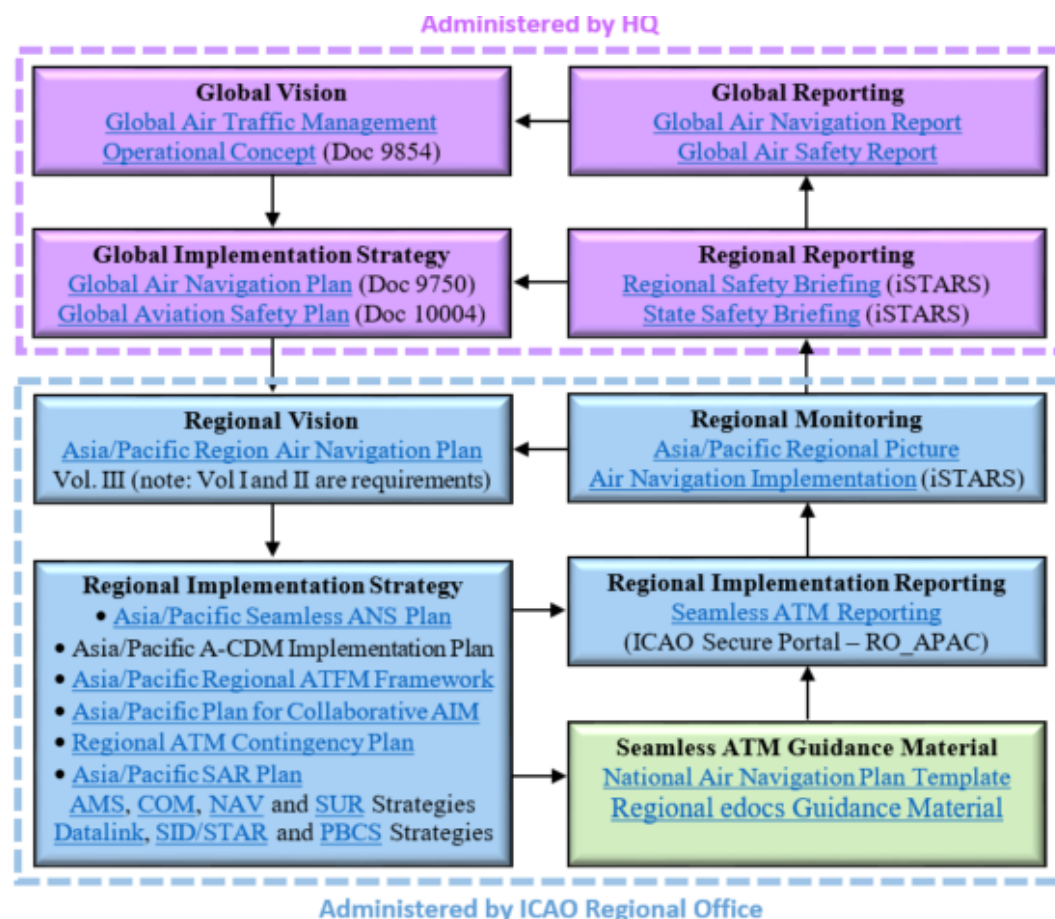 Administered by HQ
Global Vision
Global Air Traffic Management
Operational Concept (Doc 9854)
Global Reporting
Global Air Navigation Report
Global Air Safety Report
Global Implementation Strategy
Global Air Navigation Plan (Doc 9750)
Global Aviation Safety Plan (Doc 10004)
Regional Reporting
Regional Safety Briefing (iSTARS)
State Safety Briefing (iSTARS)
Regional Vision
Asia/Pacific Region Air Navigation Plan
Vol. III (note: Vol I and II are requirements)
Regional Monitoring
Asia/Pacific Regional Picture
Air Navigation Implementation (iSTARS)
Regional Implementation Strategy
• Asia/Pacific Seamless ANS Plan
• Asia/Pacific A-CDM Implementation Plan
• Asia/Pacific Regional ATFM Framework
• Asia/Pacific Plan for Collaborative AIM
• Regional ATM Contingency Plan
• Asia/Pacific SAR Plan
AMS, COM, NAV and SUR Strategies
Datalink, SID/STAR and PBCS Strategies
Regional Implementation Reporting
Seamless ATM Reporting
(ICAO Secure Portal – RO_APAC)
Seamless ATM Guidance Material
National Air Navigation Plan Template
Regional edocs Guidance Material
Administered by ICAO Regional Office